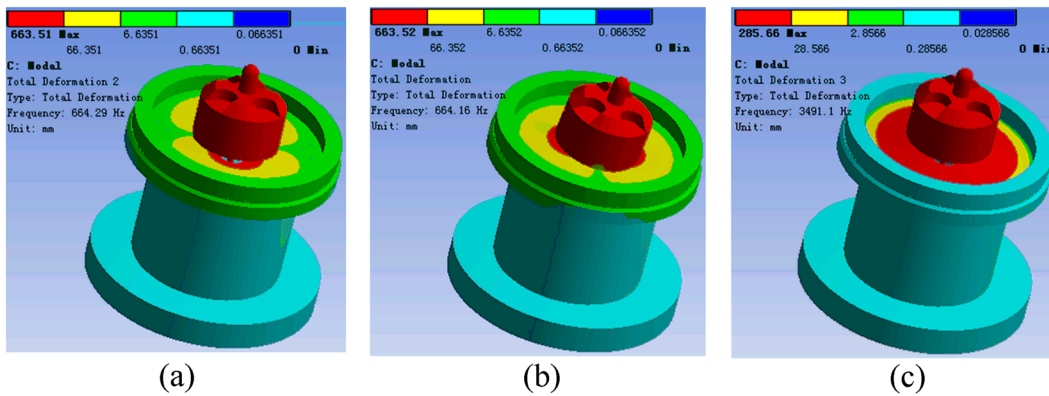 663.51 Max 6.6351 0.066351
66.351 0.66351 0 Min
C: Modal
Total Deformation 2
Type: Total Deformation
Frequency: 664.29 Hz
Unit: mm
(a)
663.52 Max 6.6352 0.066352
66.352 0.66352 0 Min
C: Modal
Total Deformation
Type: Total Deformation
Frequency: 664.16 Hz
Unit: mm
(b)
285.66 Max 2.8566 0.028566
28.566 0.28566 0 Min
C: Modal
Total Deformation 3
Type: Total Deformation
Frequency: 3491.1 Hz
Unit: mm
(c)